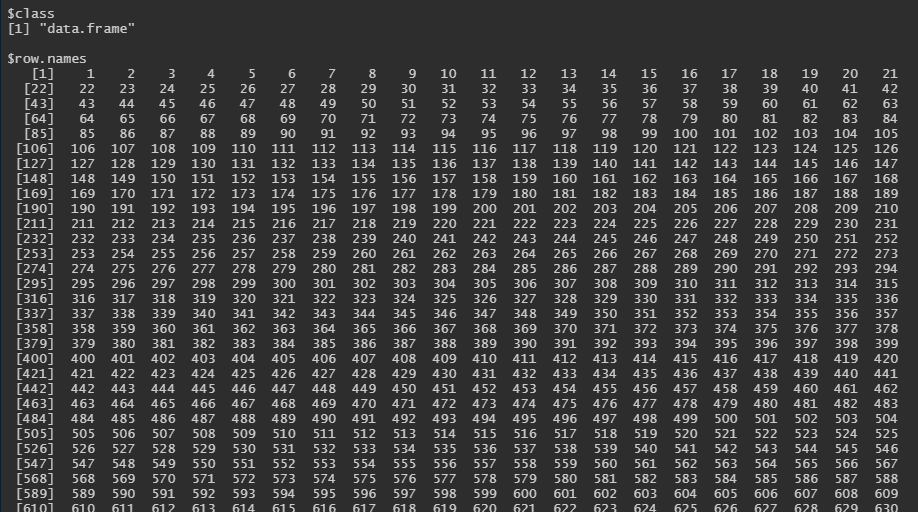 $class
[1] "data.frame"

$row.names
[1] 1 2 3 4 5 6 7 8 9 10 11 12 13 14 15 16 17 18 19 20 21
[22] 22 23 24 25 26 27 28 29 30 31 32 33 34 35 36 37 38 39 40 41 42
[43] 43 44 45 46 47 48 49 50 51 52 53 54 55 56 57 58 59 60 61 62 63
[64] 64 65 66 67 68 69 70 71 72 73 74 75 76 77 78 79 80 81 82 83 84
[85] 85 86 87 88 89 90 91 92 93 94 95 96 97 98 99 100 101 102 103 104 105
[106] 106 107 108 109 110 111 112 113 114 115 116 117 118 119 120 121 122 123 124 125 126
[127] 127 128 129 130 131 132 133 134 135 136 137 138 139 140 141 142 143 144 145 146 147
[148] 148 149 150 151 152 153 154 155 156 157 158 159 160 161 162 163 164 165 166 167 168
[169] 169 170 171 172 173 174 175 176 177 178 179 180 181 182 183 184 185 186 187 188 189
[190] 190 191 192 193 194 195 196 197 198 199 200 201 202 203 204 205 206 207 208 209 210
[211] 211 212 213 214 215 216 217 218 219 220 221 222 223 224 225 226 227 228 229 230 231
[232] 232 233 234 235 236 237 238 239 240 241 242 243 244 245 246 247 248 249 250 251 252
[253] 253 254 255 256 257 258 259 260 261 262 263 264 265 266 267 268 269 270 271 272 273
[274] 274 275 276 277 278 279 280 281 282 283 284 285 286 287 288 289 290 291 292 293 294
[295] 295 296 297 298 299 300 301 302 303 304 305 306 307 308 309 310 311 312 313 314 315
[316] 316 317 318 319 320 321 322 323 324 325 326 327 328 329 330 331 332 333 334 335 336
[337] 337 338 339 340 341 342 343 344 345 346 347 348 349 350 351 352 353 354 355 356 357
[358] 358 359 360 361 362 363 364 365 366 367 368 369 370 371 372 373 374 375 376 377 378
[379] 379 380 381 382 383 384 385 386 387 388 389 390 391 392 393 394 395 396 397 398 399
[400] 400 401 402 403 404 405 406 407 408 409 410 411 412 413 414 415 416 417 418 419 420
[421] 421 422 423 424 425 426 427 428 429 430 431 432 433 434 435 436 437 438 439 440 441
[442] 442 443 444 445 446 447 448 449 450 451 452 453 454 455 456 457 458 459 460 461 462
[463] 463 464 465 466 467 468 469 470 471 472 473 474 475 476 477 478 479 480 481 482 483
[484] 484 485 486 487 488 489 490 491 492 493 494 495 496 497 498 499 500 501 502 503 504
[505] 505 506 507 508 509 510 511 512 513 514 515 516 517 518 519 520 521 522 523 524 525
[526] 526 527 528 529 530 531 532 533 534 535 536 537 538 539 540 541 542 543 544 545 546
[547] 547 548 549 550 551 552 553 554 555 556 557 558 559 560 561 562 563 564 565 566 567
[568] 568 569 570 571 572 573 574 575 576 577 578 579 580 581 582 583 584 585 586 587 588
[589] 589 590 591 592 593 594 595 596 597 598 599 600 601 602 603 604 605 606 607 608 609
[610] 610 611 612 613 614 615 616 617 618 619 620 621 622 623 624 625 626 627 628 629 630